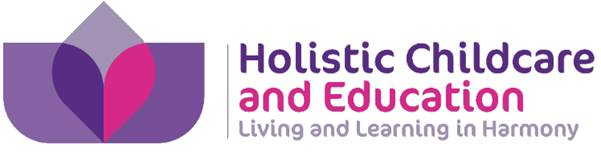 Holistic Childcare
and Education
Living and Learning in Harmony